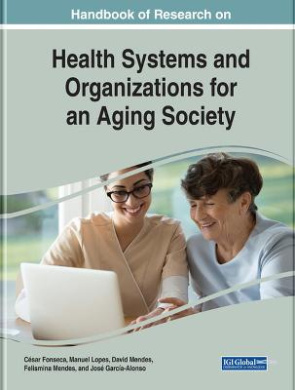 Handbook of Research on
Health Systems and
Organizations for
an Aging Society
César Fonseca, Manuel Lopes, David Mendes,
Felismina Mendes, and José García-Alonso
IGI Global